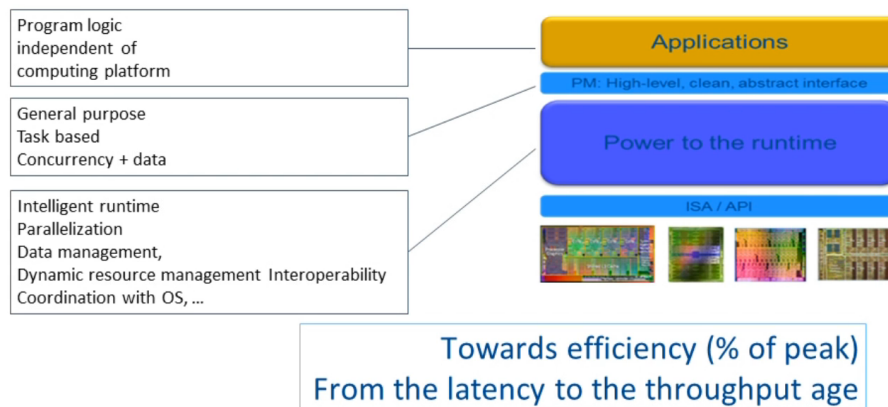 Program logic
independent of
computing platform
Applications
PM: High-level, clean, abstract interface
General purpose
Task based
Concurrency + data
Power to the runtime
Intelligent runtime
Parallelization
Data management,
Dynamic resource management Interoperability
Coordination with OS, ...
ISA / API
Towards efficiency (% of peak)
From the latency to the throughput age